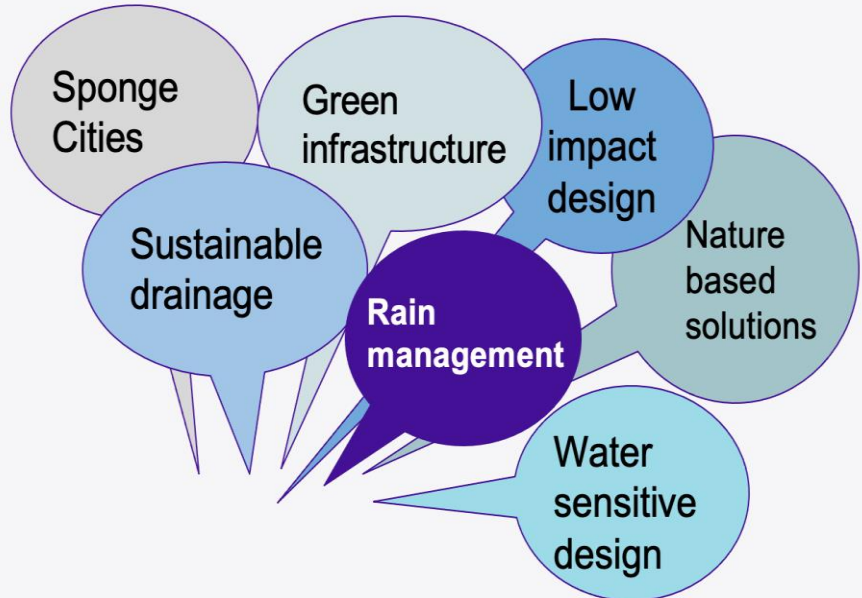 Sponge
Cities
Green
infrastructure
Low
impact
design
Sustainable
drainage
Nature
based
solutions
Rain
management
Water
sensitive
design